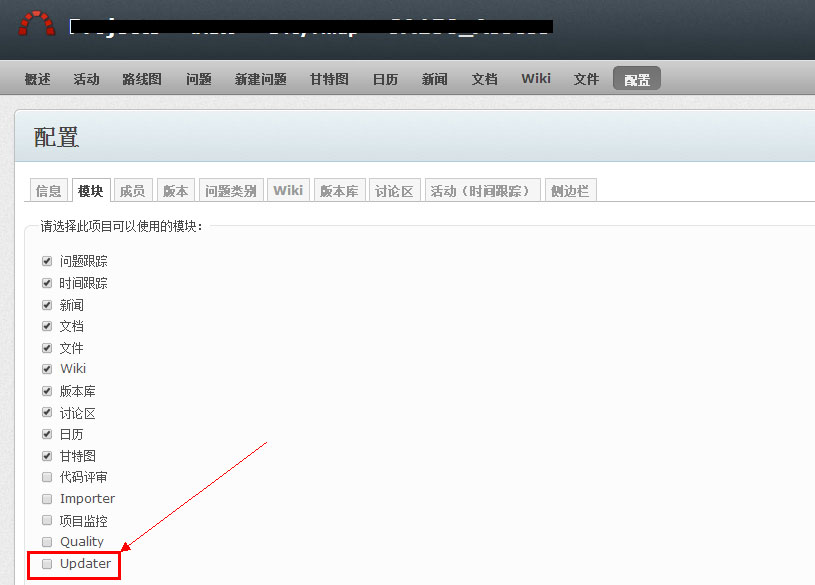 概述 活动 路线图 问题 新建问题 甘特图 日历 新闻 文档 Wiki 文件 配置
配置
信息 模块 成员 版本 问题类别 Wiki 版本库 讨论区 活动（时间跟踪） 侧边栏
请选择此项目可以使用的模块：
问题跟踪
时间跟踪
新闻
文档
文件
Wiki
版本库
讨论区
日历
甘特图
代码评审
Importer
项目监控
Quality
Updater